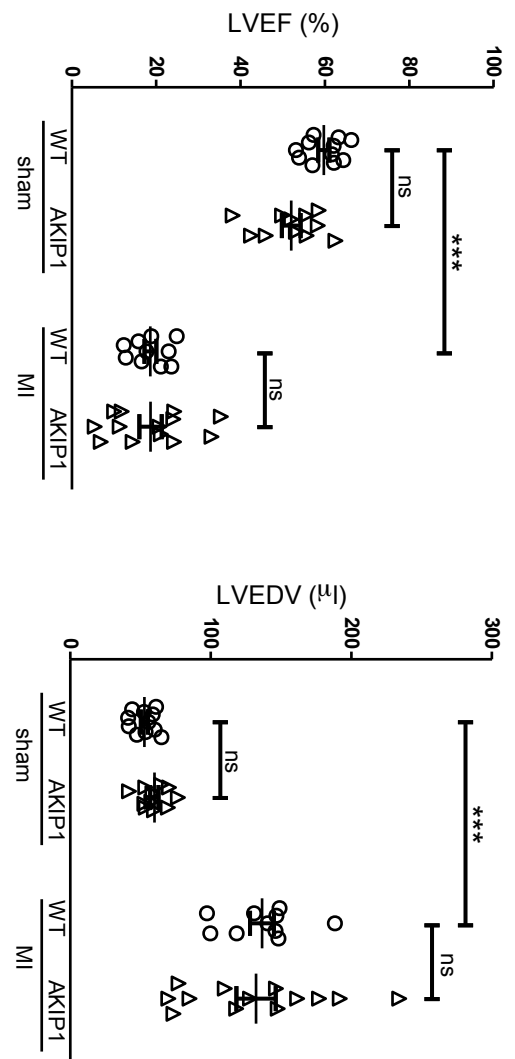 LVEF (%)
100
80
60
40
20
0
***
ns
ns
WT
AKIP1
WT
AKIP1
sham
MI
LVEDV (µl)
300
200
100
0
***
ns
ns
WT
AKIP1
WT
AKIP1
sham
MI